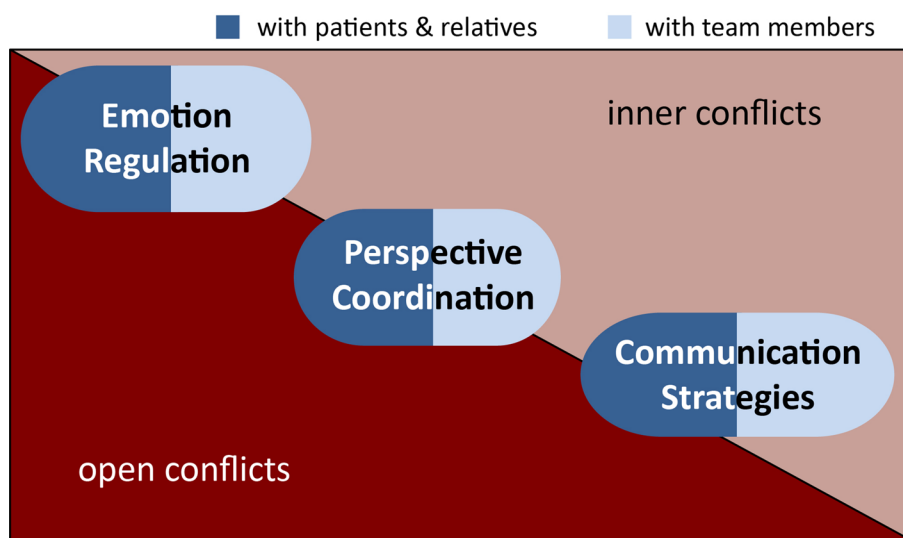 with patients & relatives with team members
inner conflicts
Emotion
Regulation
Perspective
Coordination
Communication
Strategies
open conflicts